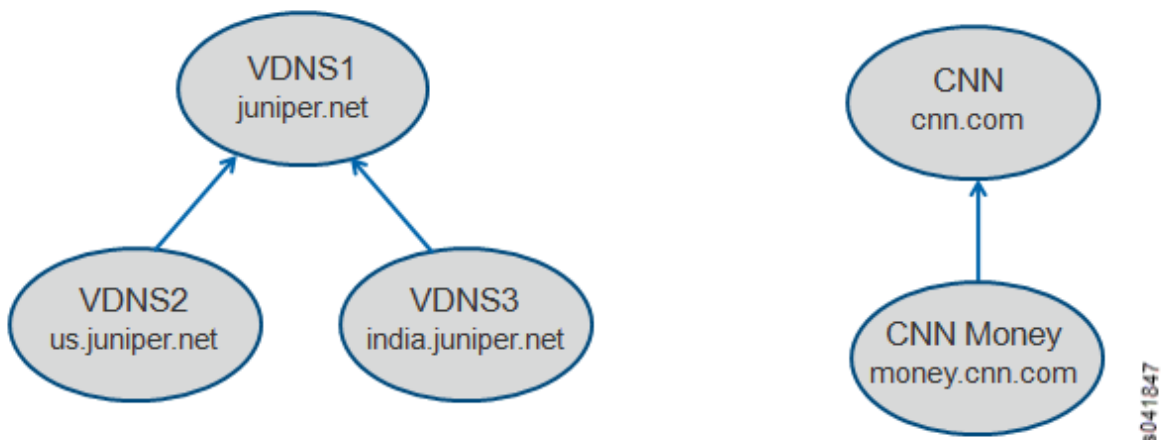 VDNS1
juniper.net
CNN
cnn.com
VDNS2
us.juniper.net
VDNS3
india.juniper.net
CNN Money
money.cnn.com
s041847